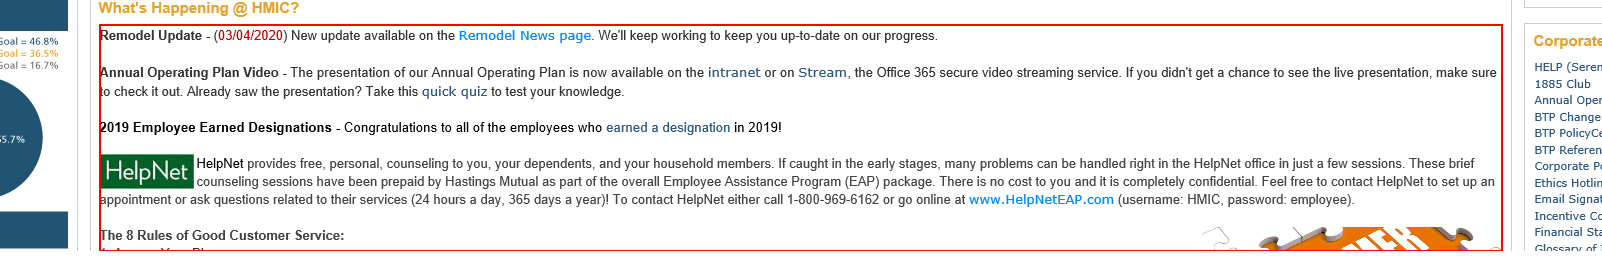 What's Happening @ HMIC?
Goal = 46.8%
Goal = 36.5%
Goal = 16.7%
55.7%
Remodel Update - (03/04/2020) New update available on the Remodel News page. We'll keep working to keep you up-to-date on our progress.
Annual Operating Plan Video - The presentation of our Annual Operating Plan is now available on the intranet or on Stream, the Office 365 secure video streaming service. If you didn't get a chance to see the live presentation, make sure
to check it out. Already saw the presentation? Take this quick quiz to test your knowledge.
2019 Employee Earned Designations - Congratulations to all of the employees who earned a designation in 2019!
HelpNet
HelpNet provides free, personal, counseling to you, your dependents, and your household members. If caught in the early stages, many problems can be handled right in the HelpNet office in just a few sessions. These brief
counseling sessions have been prepaid by Hastings Mutual as part of the overall Employee Assistance Program (EAP) package. There is no cost to you and it is completely confidential. Feel free to contact HelpNet to set up an
appointment or ask questions related to their services (24 hours a day, 365 days a year)! To contact HelpNet either call 1-800-969-6162 or go online at www.HelpNetEAP.com (username: HMIC, password: employee).
The 8 Rules of Good Customer Service:
Corporate
HELP (Seren
1885 Club
Annual Oper
BTP Change
BTP PolicyCe
BTP Referen
Corporate Po
Ethics Hotlin
Email Signat
Incentive Co
Financial Sta
Glossary of